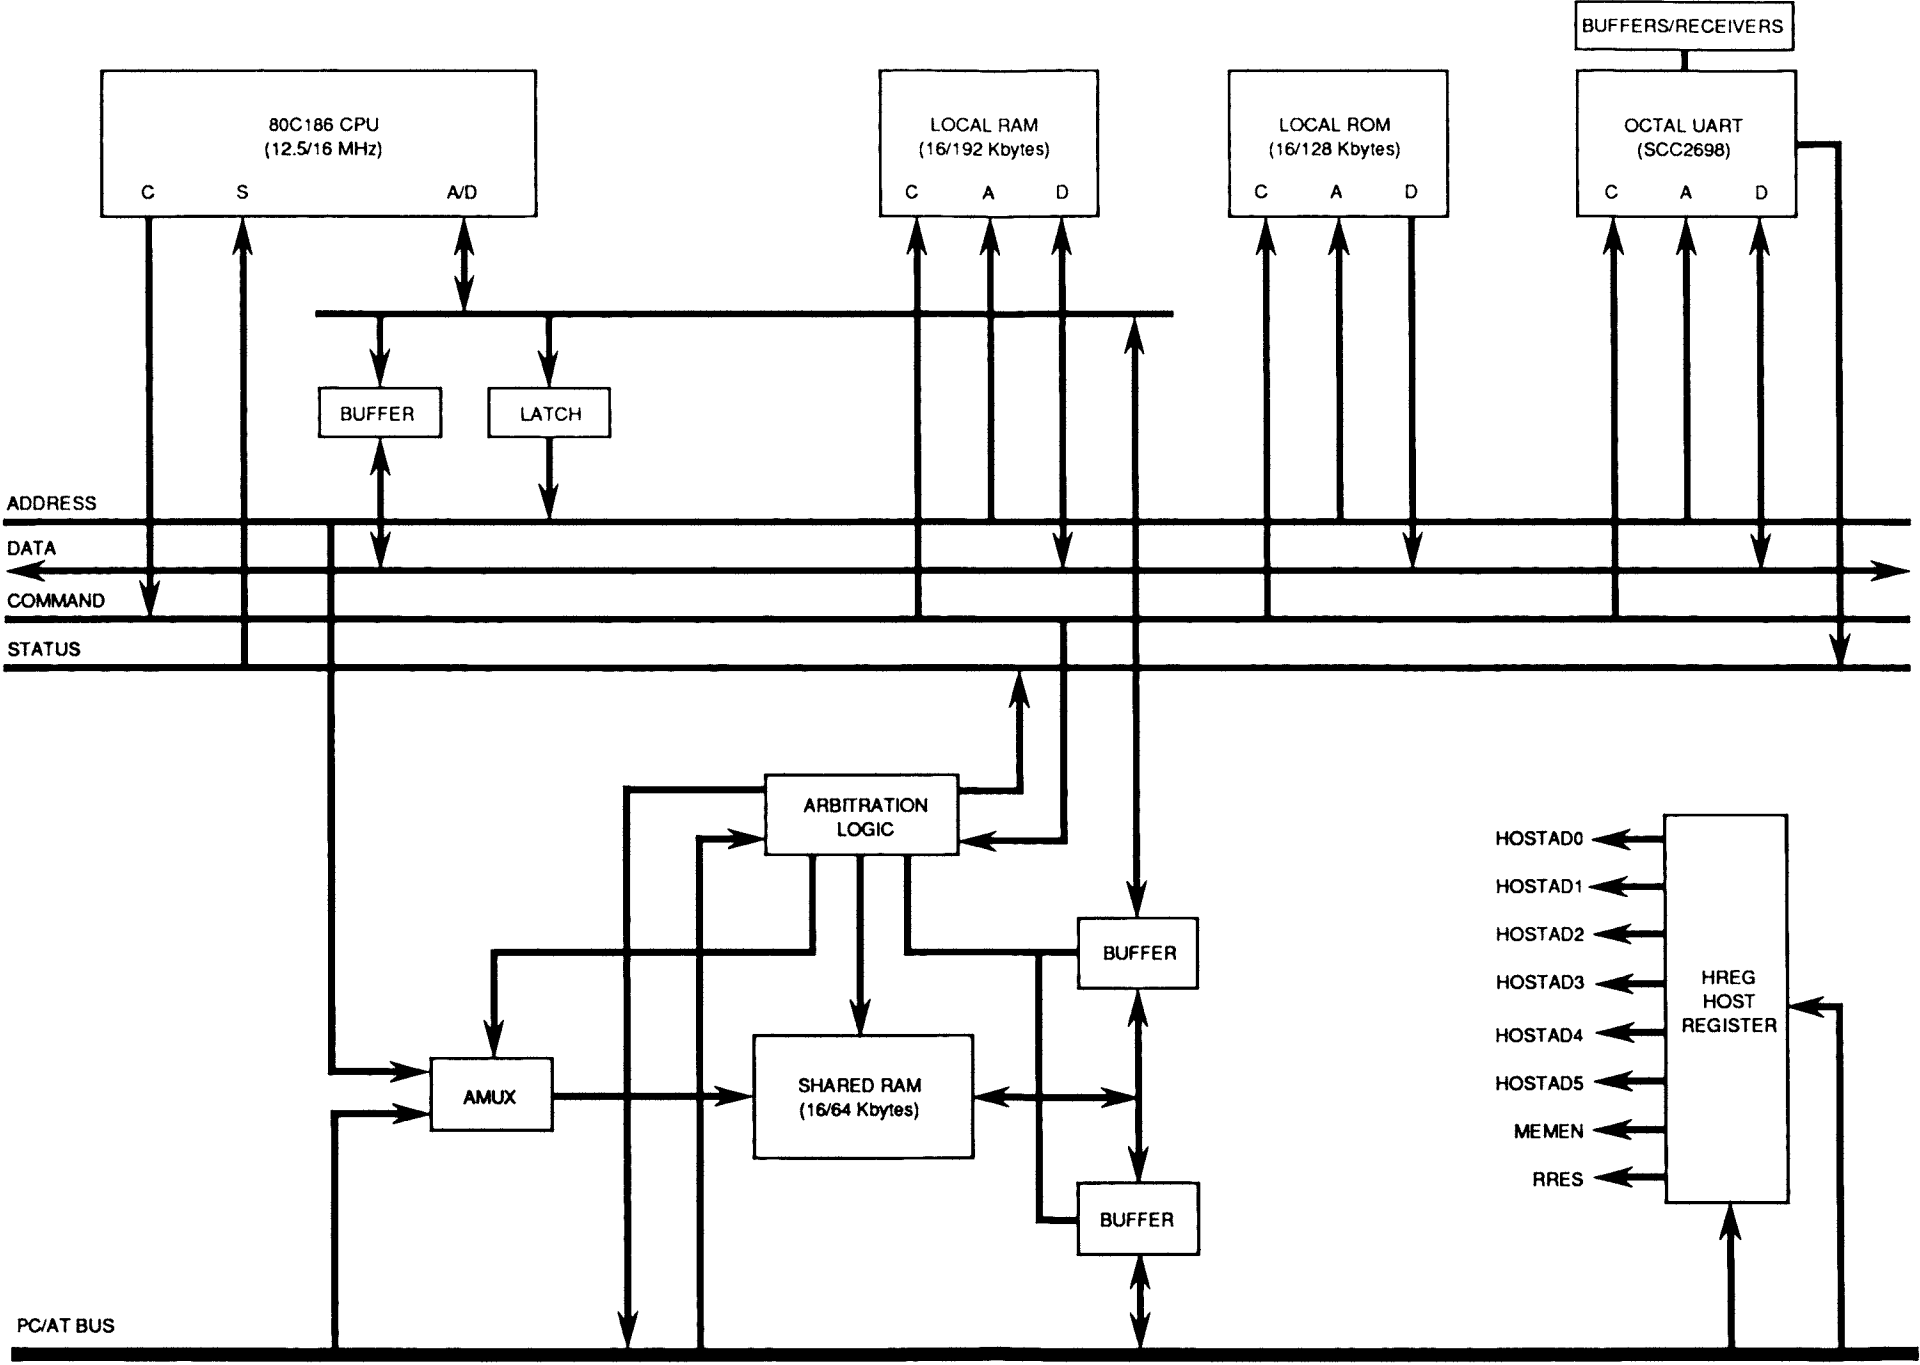 BUFFERS/RECEIVERS
80C186 CPU
(12.5/16 MHz)
C S A/D
LOCAL RAM
(16/192 Kbytes)
C A D
LOCAL ROM
(16/128 Kbytes)
C A D
OCTAL UART
(SCC2698)
C A D
BUFFER
LATCH
ADDRESS
DATA
COMMAND
STATUS
ARBITRATION
LOGIC
BUFFER
AMUX
SHARED RAM
(16/64 Kbytes)
BUFFER
HOSTAD0
HOSTAD1
HOSTAD2
HOSTAD3
HOSTAD4
HOSTAD5
MEMEN
RRES
HREG
HOST
REGISTER
PC/AT BUS